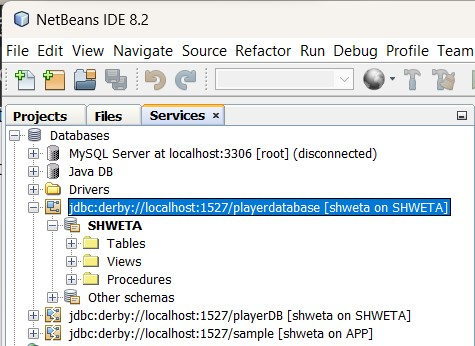 NetBeans IDE 8.2
File Edit View Navigate Source Refactor Run Debug Profile Team
Projects Files Services ×
Databases
MySQL Server at localhost:3306 [root] (disconnected)
Java DB
Drivers
jdbc:derby://localhost:1527/playerdatabase [shweta on SHWETA]
SHWETA
Tables
Views
Procedures
Other schemas
jdbc:derby://localhost:1527/playerDB [shweta on SHWETA]
jdbc:derby://localhost:1527/sample [shweta on APP]